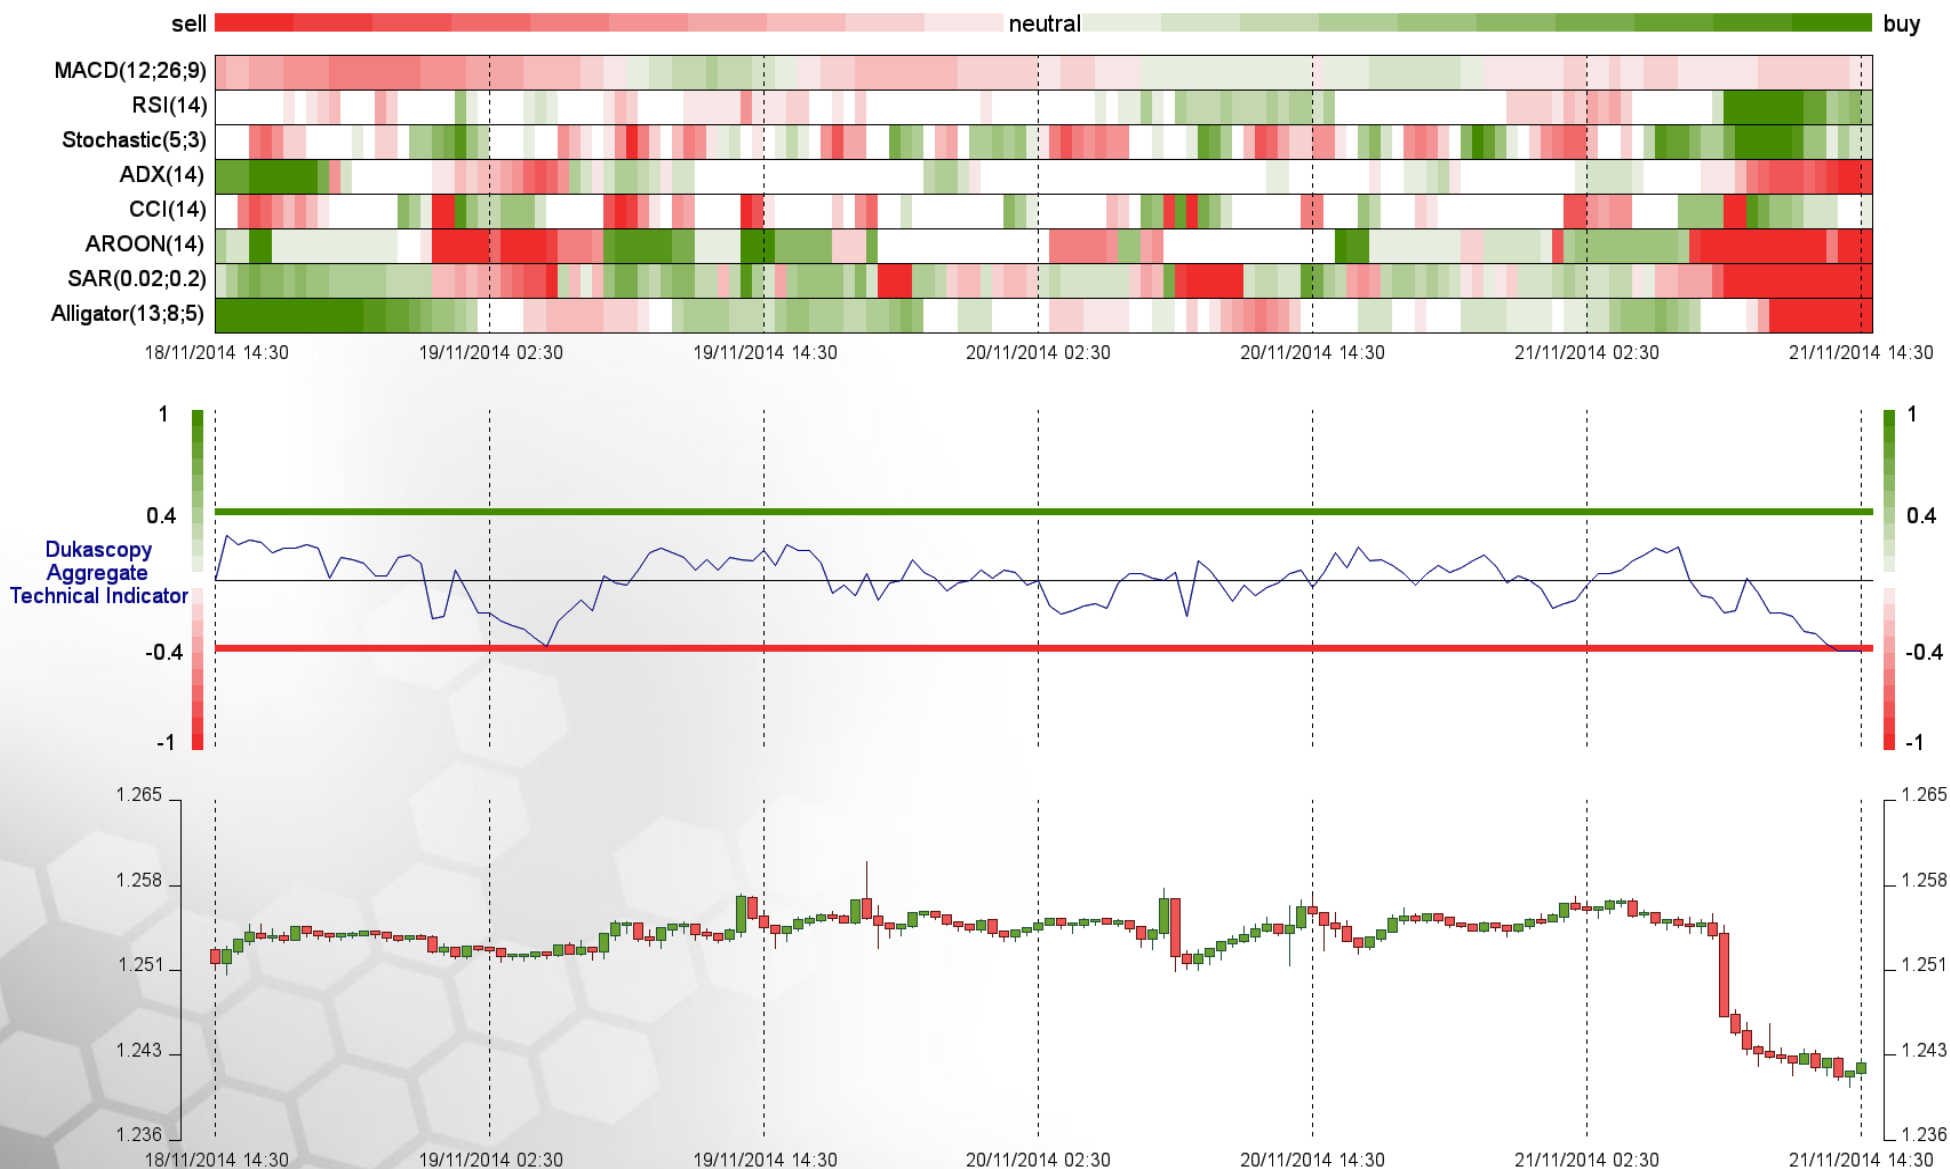 sell neutral buy
MACD(12;26;9)
RSI(14)
Stochastic(5;3)
ADX(14)
CCI(14)
AROON(14)
SAR(0.02;0.2)
Alligator(13;8;5)
18/11/2014 14:30 19/11/2014 02:30 19/11/2014 14:30 20/11/2014 02:30 20/11/2014 14:30 21/11/2014 02:30 21/11/2014 14:30
1 1
0.4 0.4
Dukascopy
Aggregate
Technical Indicator
-0.4 -0.4
-1 -1
1.265 1.265
1.258 1.258
1.251 1.251
1.243 1.243
1.236 1.236
18/11/2014 14:30 19/11/2014 02:30 19/11/2014 14:30 20/11/2014 02:30 20/11/2014 14:30 21/11/2014 02:30 21/11/2014 14:30